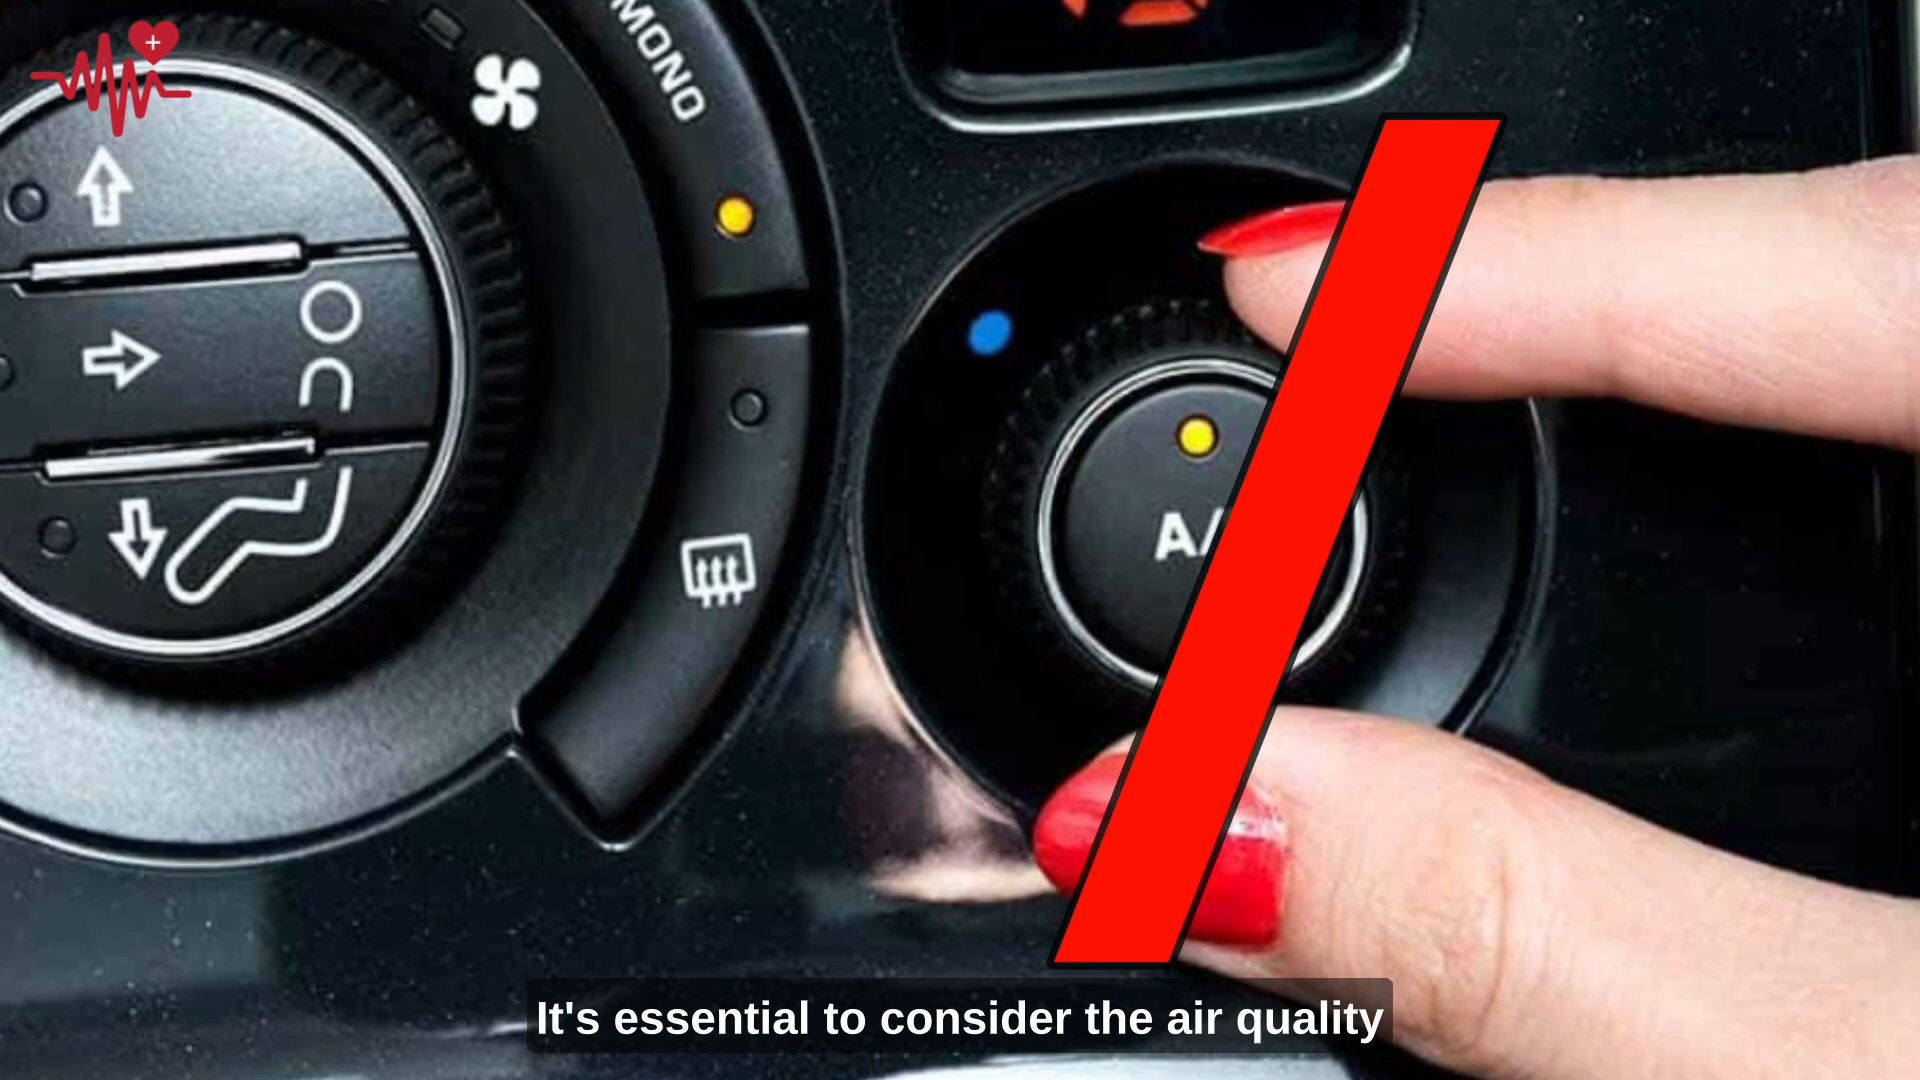 MONO
A/
It's essential to consider the air quality